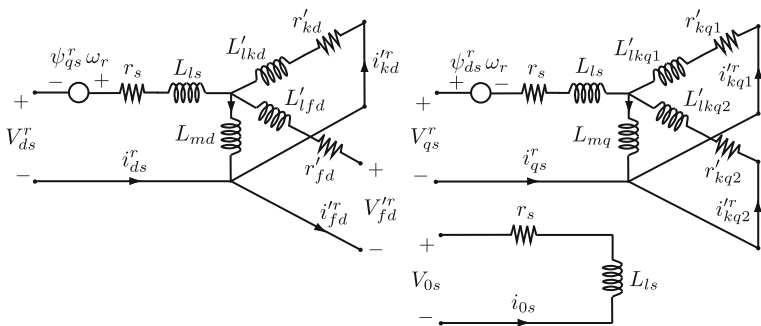 ψ^r_qs ω_r
− +
r_s
L_ls
L′_lkd
r′_kd
i′^r_kd
+
V^r_ds
−
L_md
L′_lfd
r′_fd
+
i^r_ds
i′^r_fd
V′^r_fd
−
ψ^r_ds ω_r
+ −
r_s
L_ls
L′_lkq1
r′_kq1
i′^r_kq1
+
V^r_qs
−
L_mq
L′_lkq2
r′_kq2
i^r_qs
i′^r_kq2
+
V_0s
−
r_s
L_ls
i_0s